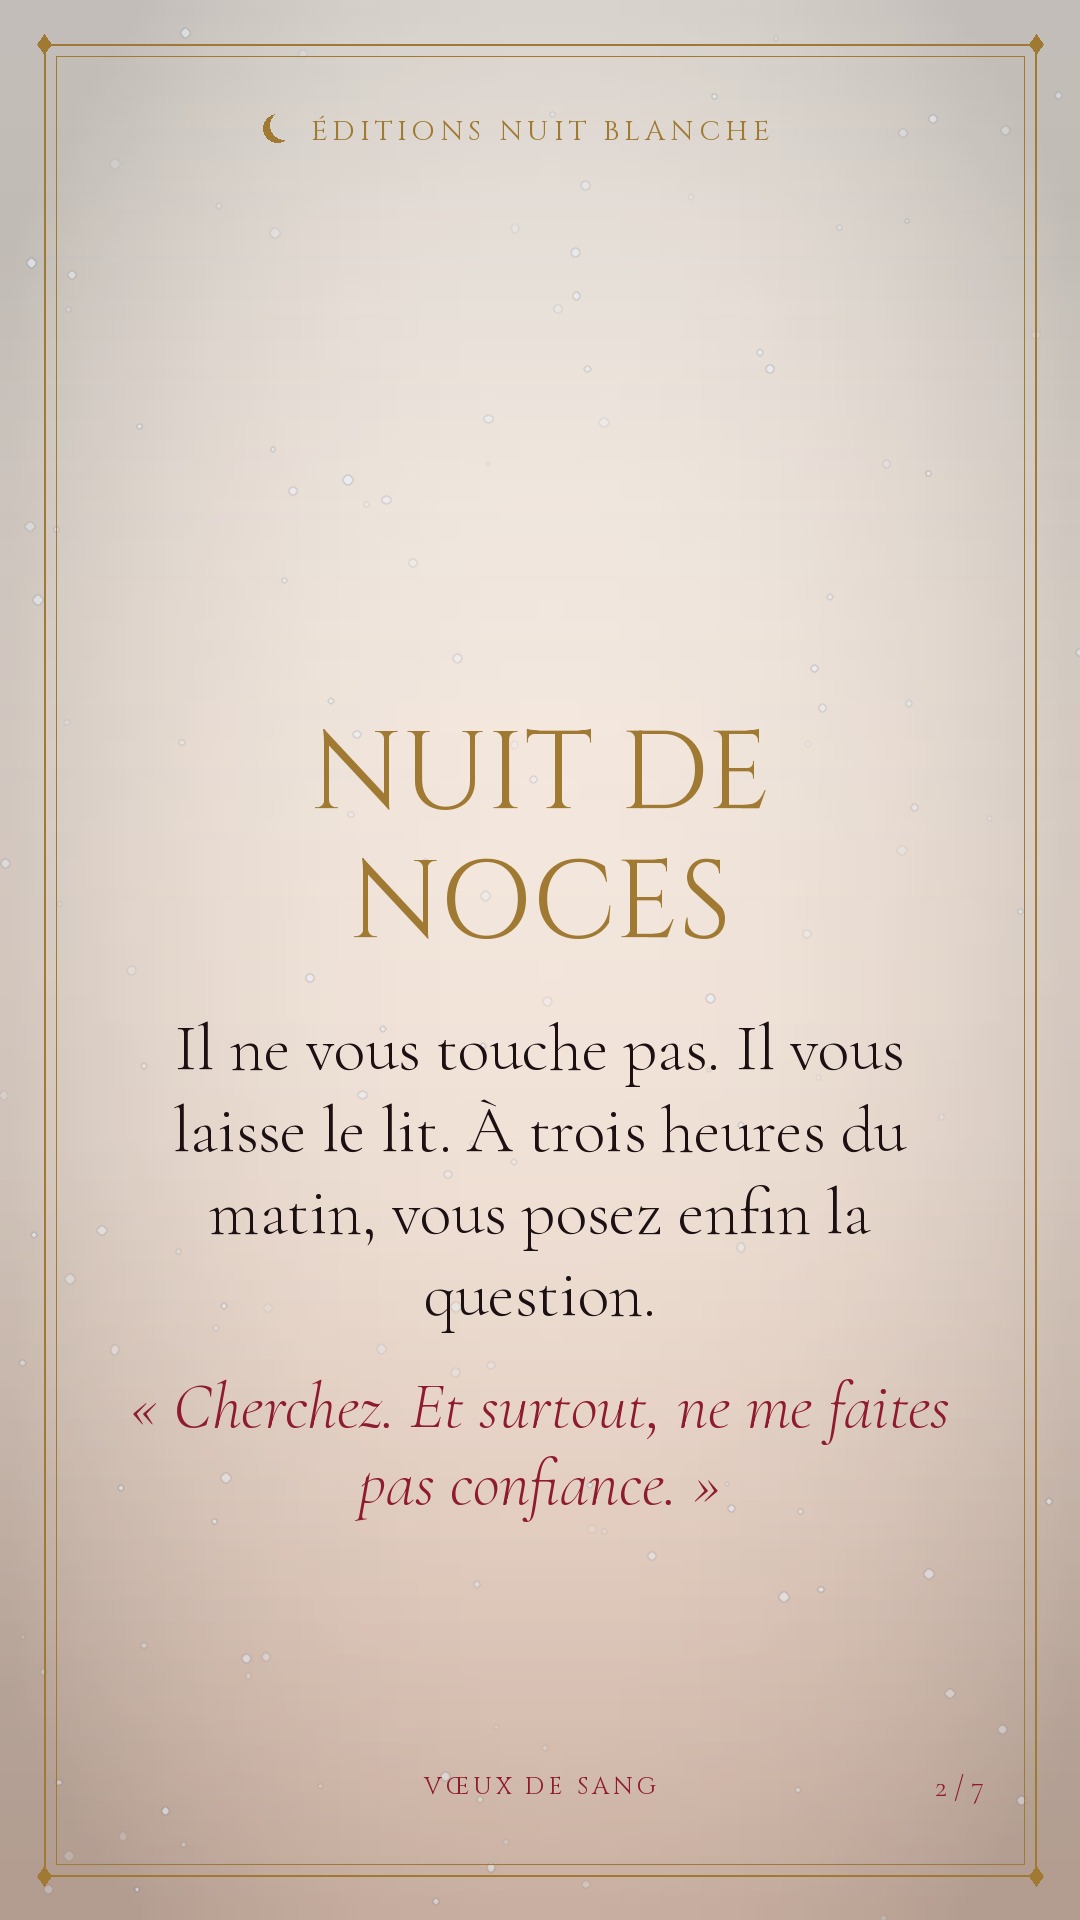 ÉDITIONS NUIT BLANCHE
NUIT DE
NOCES
Il ne vous touche pas. Il vous
laisse le lit. À trois heures du
matin, vous posez enfin la
question.
« Cherchez. Et surtout, ne me faites
pas confiance. »
VŒUX DE SANG
2 / 7